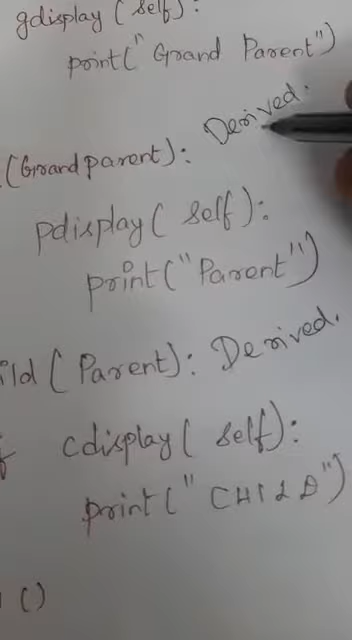 gdisplay (self):
print("Grand Parent")
(Grandparent): Derived.
pdisplay( self):
print("Parent")
ild (Parent): Derived.
f cdisplay( self):
print("CHILD")
()